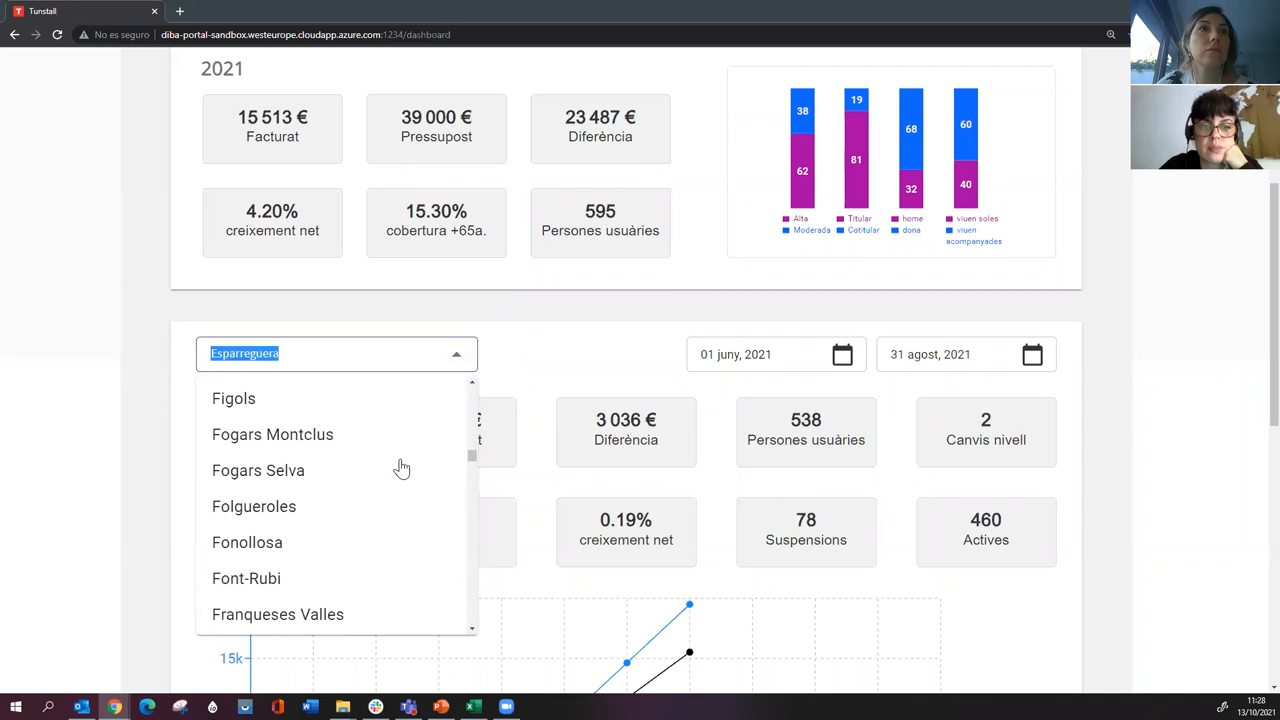 Tunstall
No es seguro
diba-portal-sandbox.westeurope.cloudapp.azure.com:1234/dashboard
2021
15 513 €
Facturat
39 000 €
Pressupost
23 487 €
Diferència
4.20%
creixement net
15.30%
cobertura +65a.
595
Persones usuàries
38
62
19
81
68
32
60
40
Alta
Moderada
Titular
Cotitular
home
dona
viuen soles
viuen
acompanyades
Esparreguera
01 juny, 2021
31 agost, 2021
Figols
Fogars Montclus
Fogars Selva
Folgueroles
Fonollosa
Font-Rubi
Franqueses Valles
€
t
3 036 €
Diferència
538
Persones usuàries
2
Canvis nivell
0.19%
creixement net
78
Suspensions
460
Actives
15k
11:28
13/10/2021